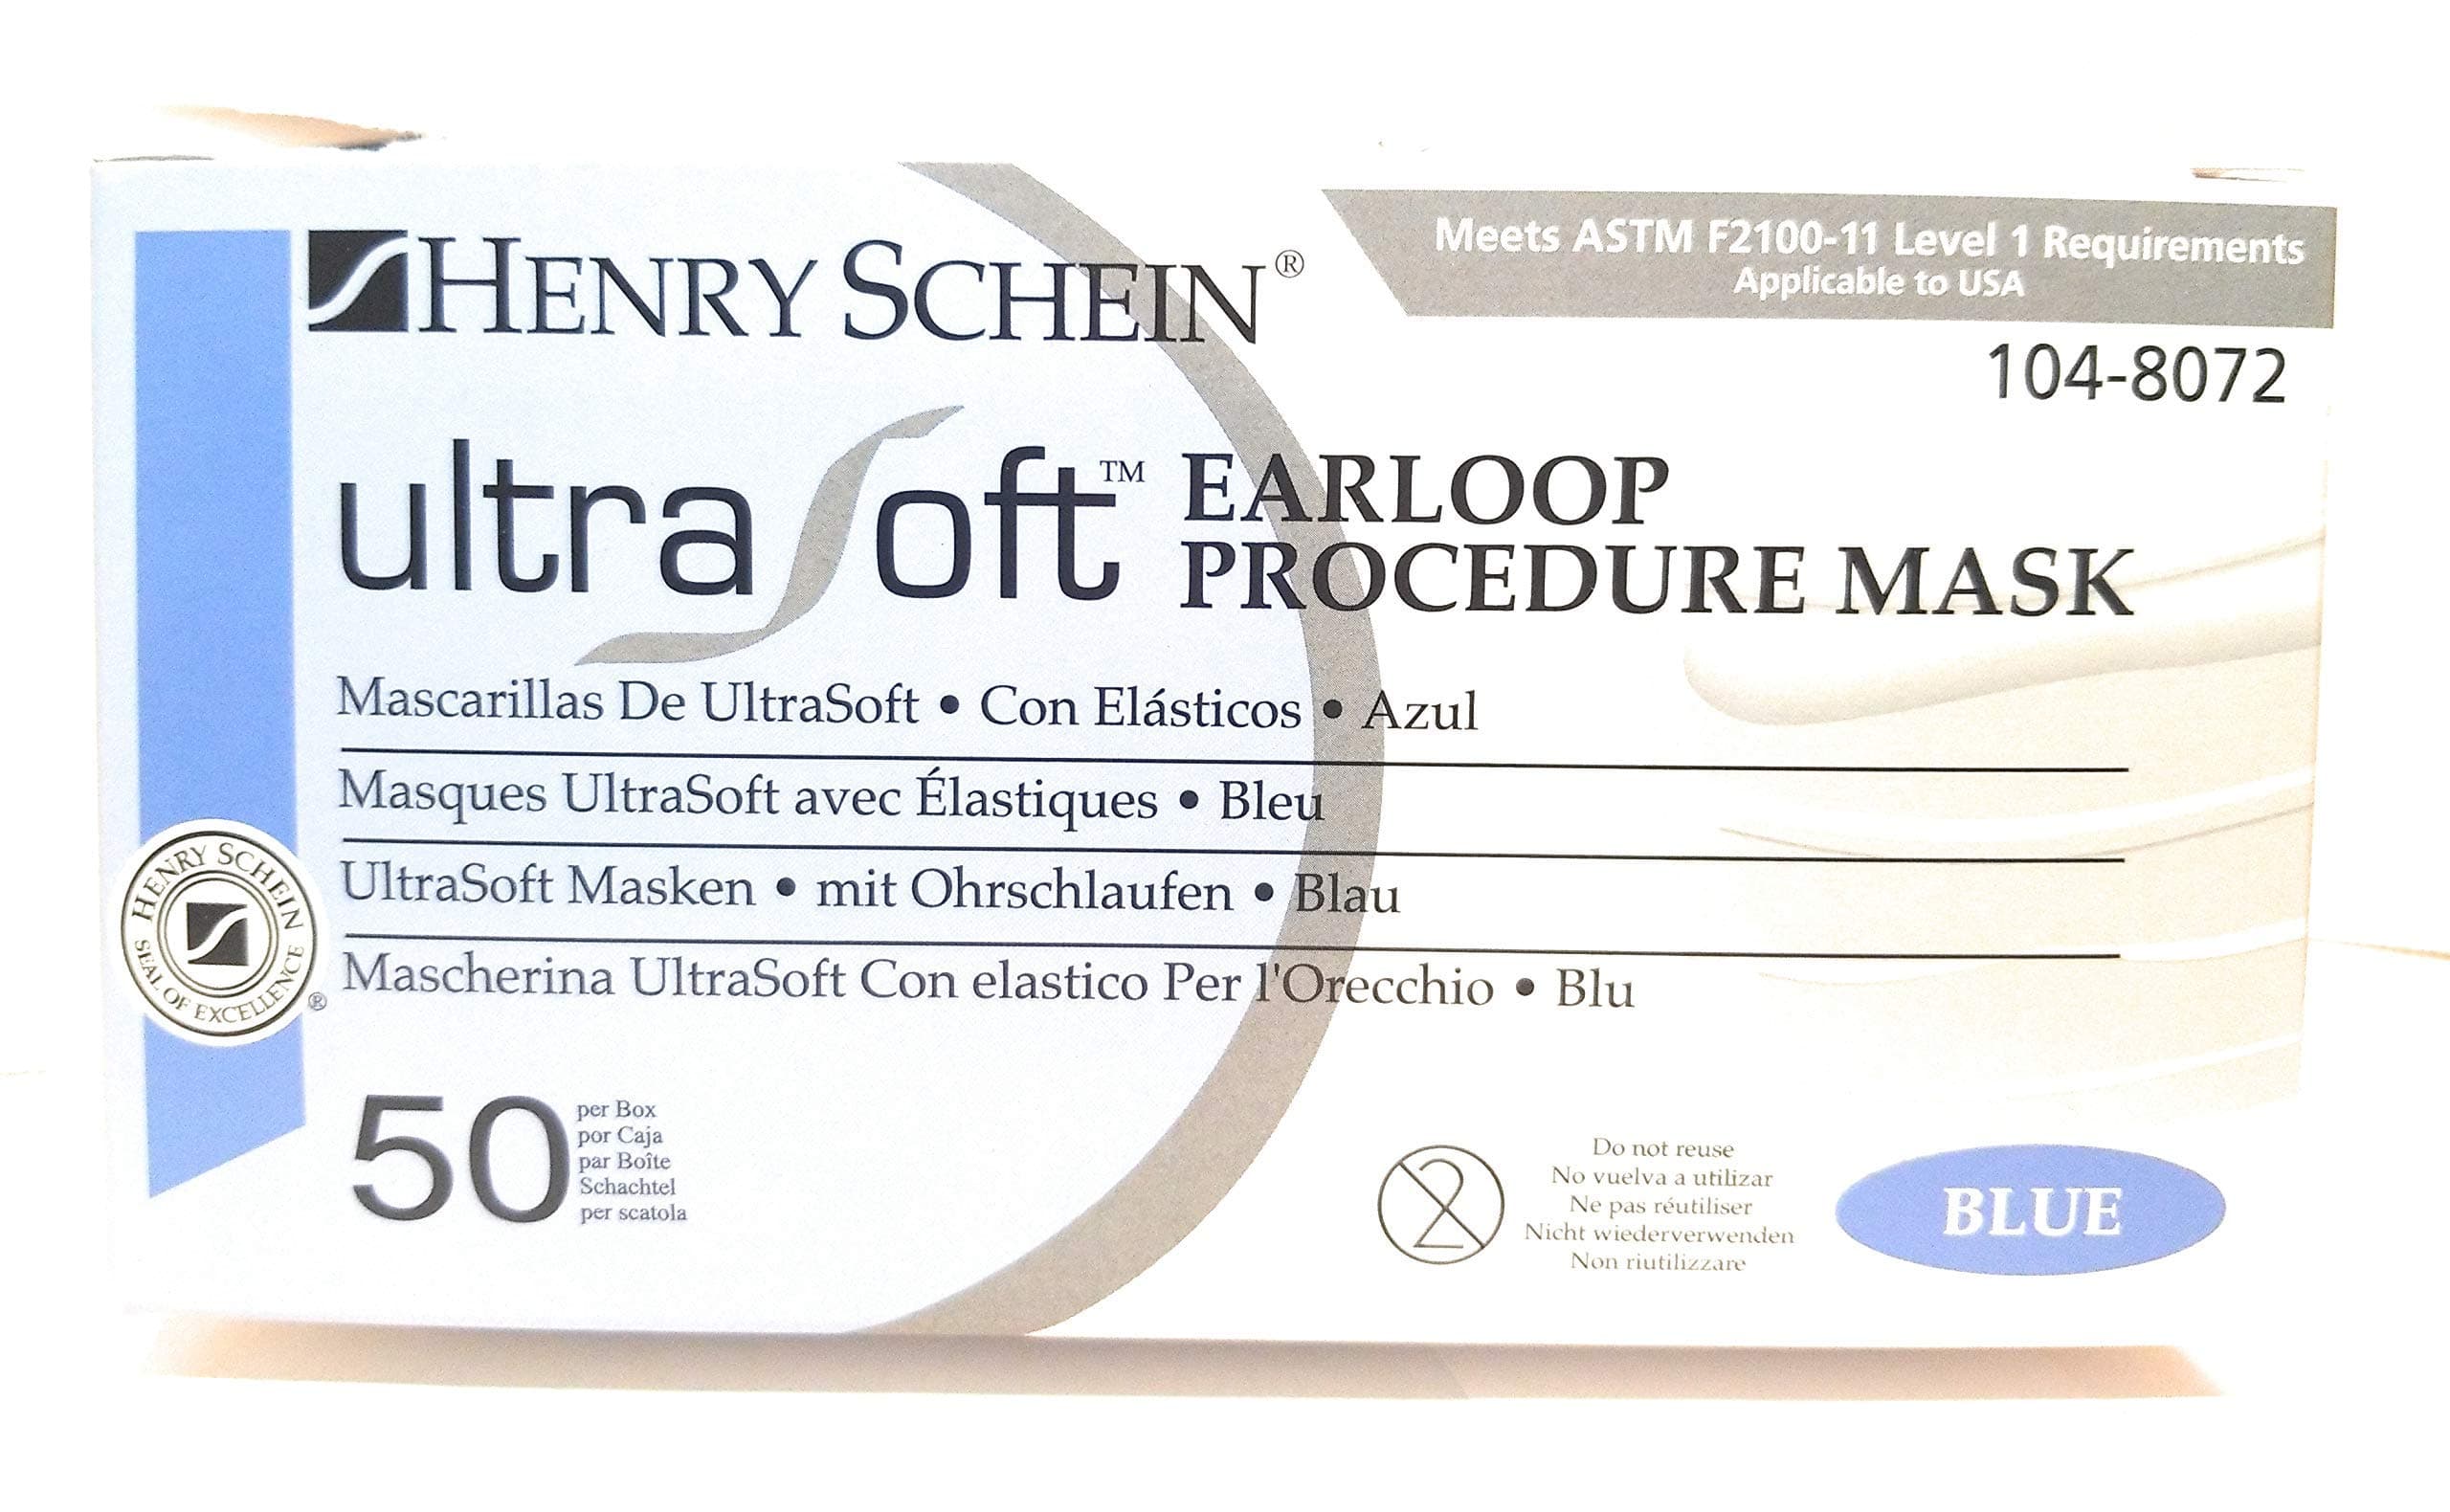 HENRY SCHEIN®
Meets ASTM F2100-11 Level 1 Requirements
Applicable to USA
104-8072
ultraSoft™ EARLOOP
PROCEDURE MASK
Mascarillas De UltraSoft • Con Elásticos • Azul
Masques UltraSoft avec Élastiques • Bleu
UltraSoft Masken • mit Ohrschlaufen • Blau
Mascherina UltraSoft Con elastico Per l'Orecchio • Blu
HENRY SCHEIN
SEAL OF EXCELLENCE
®
50
per Box
por Caja
par Boîte
Schachtel
per scatola
2
Do not reuse
No vuelva a utilizar
Ne pas réutiliser
Nicht wiederverwenden
Non riutilizzare
BLUE